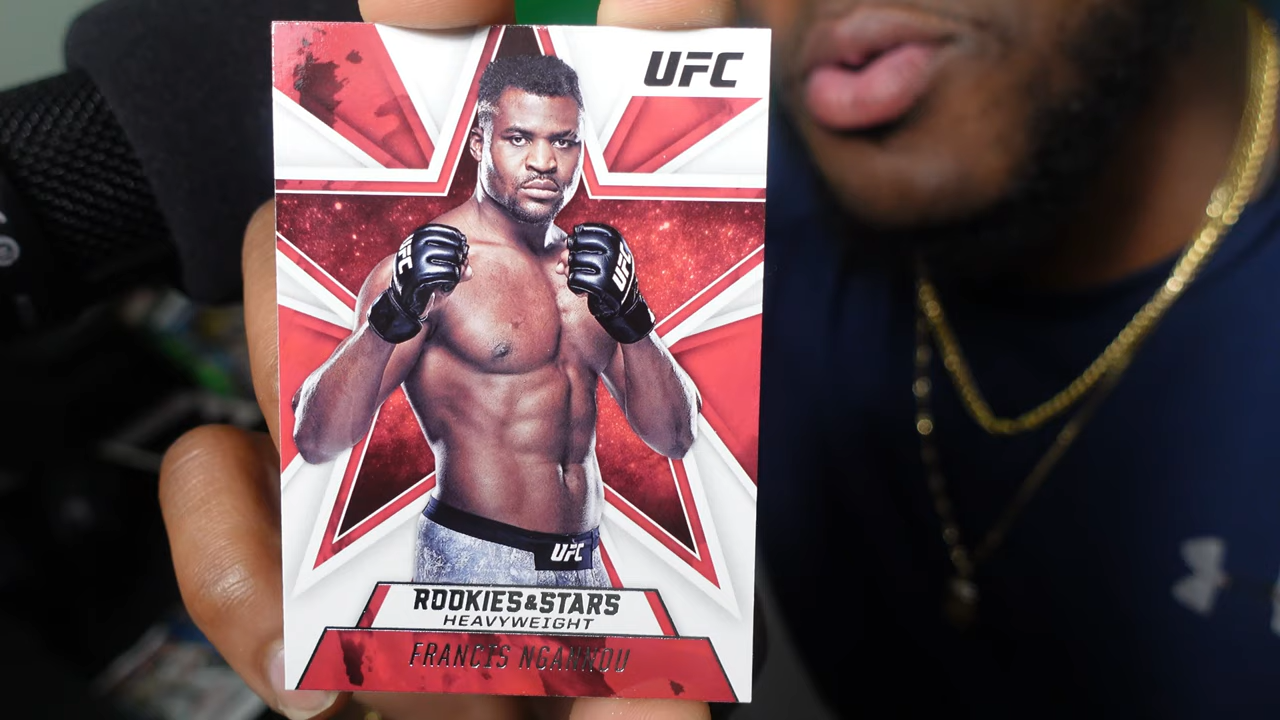 UFC
UFC
UFC
UFC
ROOKIES&STARS
HEAVYWEIGHT
FRANCIS NGANNOU